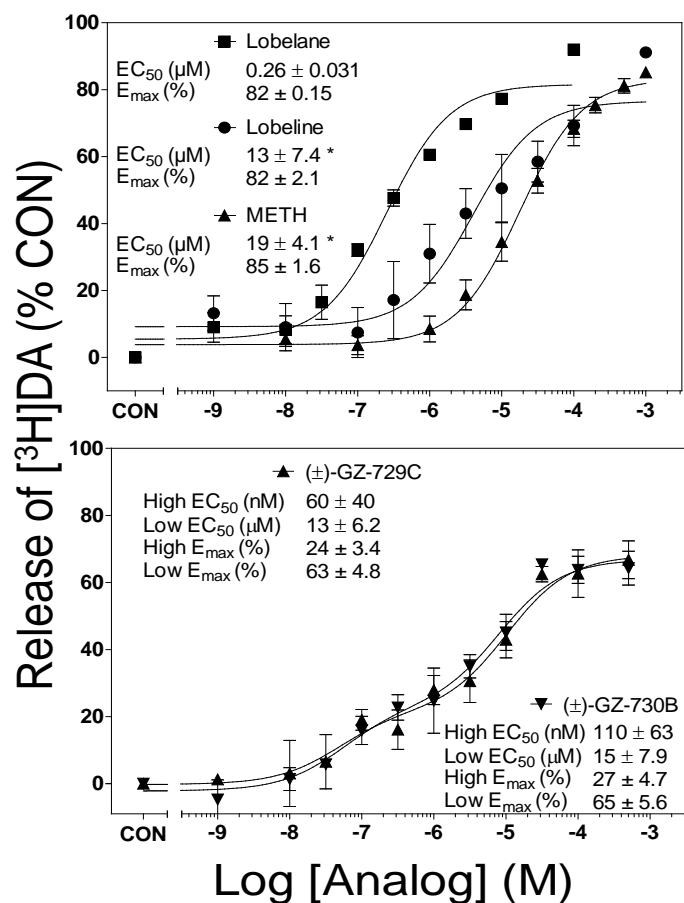 Release of [³H]DA (% CON)
100
80
60
40
20
0
■ Lobelane
EC₅₀ (µM) 0.26 ± 0.031
Eₘₐₓ (%) 82 ± 0.15
● Lobeline
EC₅₀ (µM) 13 ± 7.4 *
Eₘₐₓ (%) 82 ± 2.1
▲ METH
EC₅₀ (µM) 19 ± 4.1 *
Eₘₐₓ (%) 85 ± 1.6
CON -9 -8 -7 -6 -5 -4 -3
100
80
60
40
20
0
▲ (±)-GZ-729C
High EC₅₀ (nM) 60 ± 40
Low EC₅₀ (µM) 13 ± 6.2
High Eₘₐₓ (%) 24 ± 3.4
Low Eₘₐₓ (%) 63 ± 4.8
▼ (±)-GZ-730B
High EC₅₀ (nM) 110 ± 63
Low EC₅₀ (µM) 15 ± 7.9
High Eₘₐₓ (%) 27 ± 4.7
Low Eₘₐₓ (%) 65 ± 5.6
CON -9 -8 -7 -6 -5 -4 -3
Log [Analog] (M)